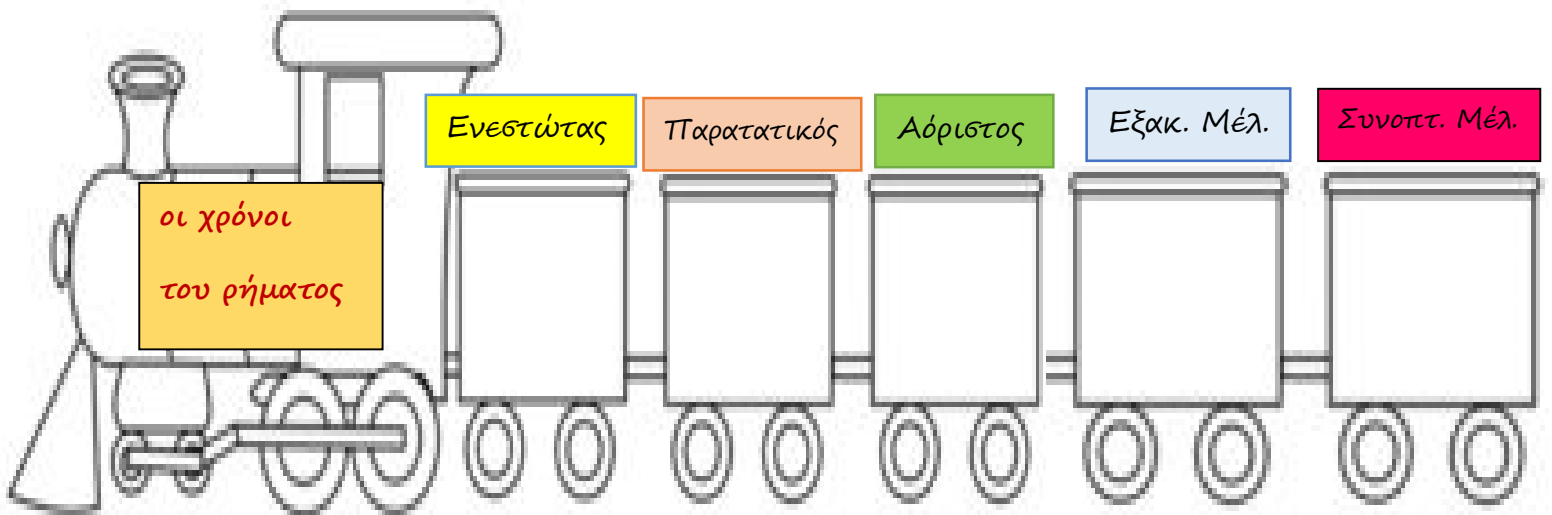 Ενεστώτας
Παρατατικός
Αόριστος
Εξακ. Μέλ.
Συνοπτ. Μέλ.
οι χρόνοι
του ρήματος